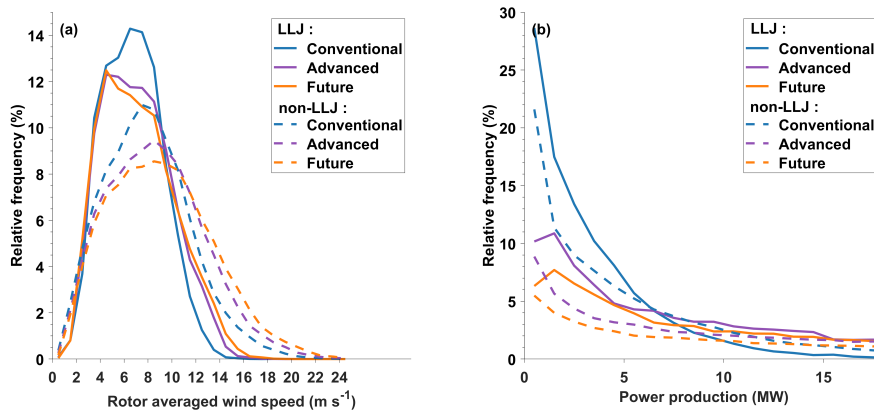 (a)
LLJ :
Conventional
Advanced
Future
non-LLJ :
Conventional
Advanced
Future
Relative frequency (%)
14
12
10
8
6
4
2
0
0 2 4 6 8 10 12 14 16 18 20 22 24
Rotor averaged wind speed (m s-1)
(b)
LLJ :
Conventional
Advanced
Future
non-LLJ :
Conventional
Advanced
Future
Relative frequency (%)
30
25
20
15
10
5
0
0 5 10 15
Power production (MW)